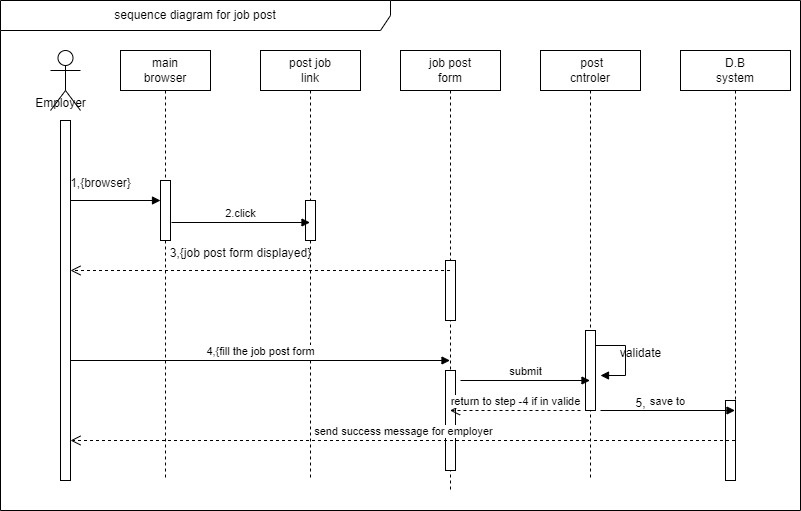 sequence diagram for job post
main
browser
post job
link
job post
form
post
cntroler
D.B
system
Employer
1,{browser}
2.click
3,{job post form displayed}
4,{fill the job post form
validate
submit
return to step -4 if in valide
5, save to
send success message for employer